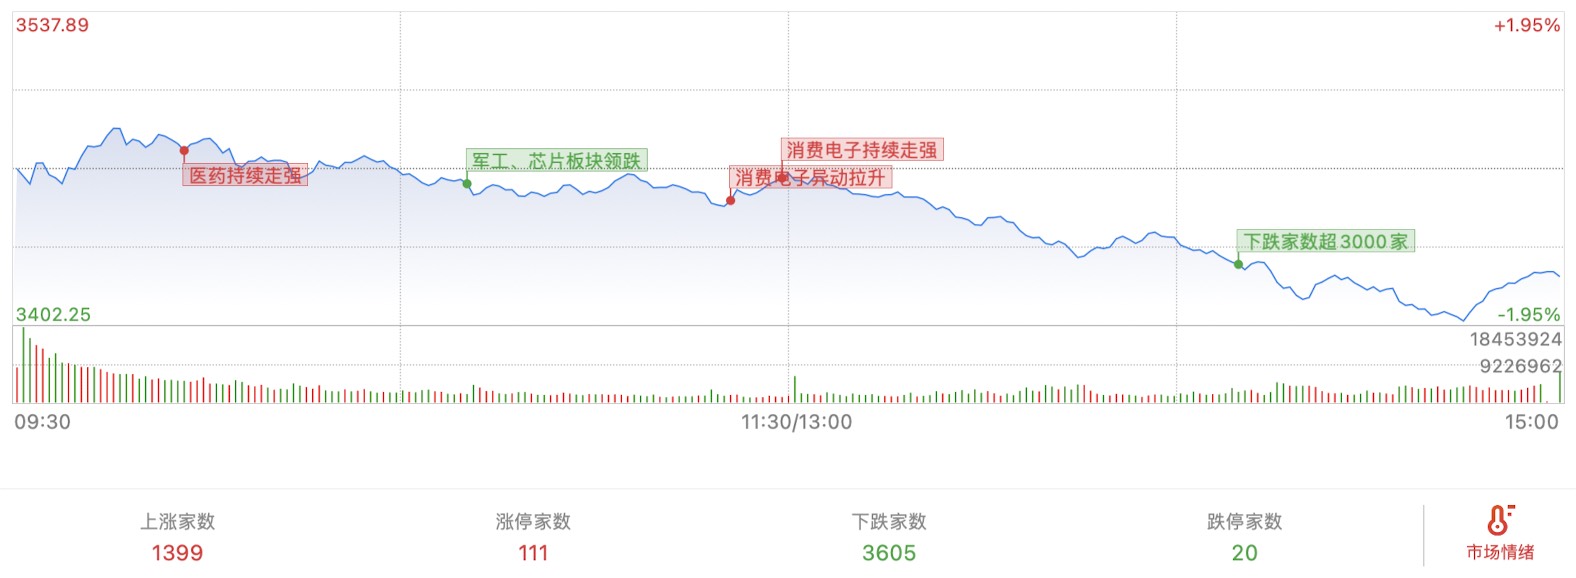 3537.89
+1.95%
消费电子持续走强
军工、芯片板块领跌
医药持续走强
消费电子异动拉升
下跌家数超3000家
3402.25
-1.95%
18453924
9226962
09:30
11:30/13:00
15:00
上涨家数
涨停家数
下跌家数
跌停家数
1399
111
3605
20
市场情绪